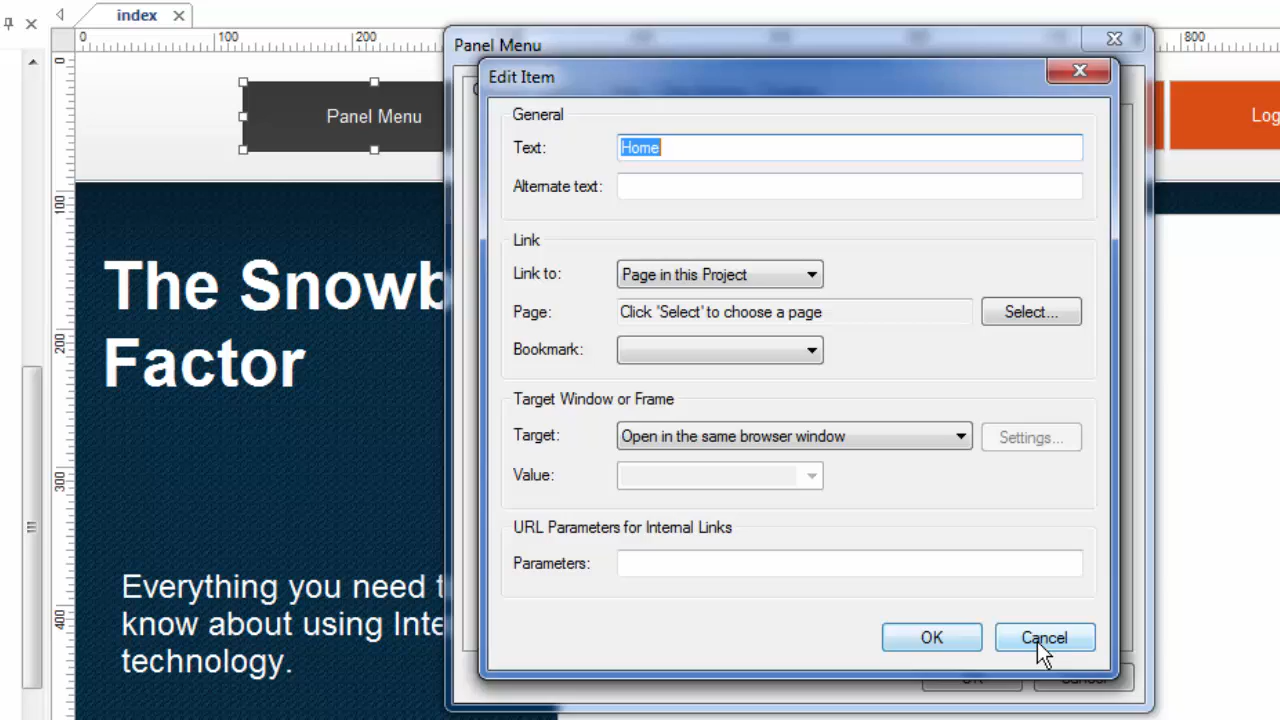 index
0 100 200 800
Panel Menu
Edit Item
Panel Menu
Log
General
Text: Home
Alternate text:
Link
Link to: Page in this Project
Page: Click 'Select' to choose a page Select...
Bookmark:
Target Window or Frame
Target: Open in the same browser window Settings...
Value:
URL Parameters for Internal Links
Parameters:
OK Cancel
OK Cancel
The Snowb
Factor
Everything you need t
know about using Inte
technology.
0
100
200
300
400